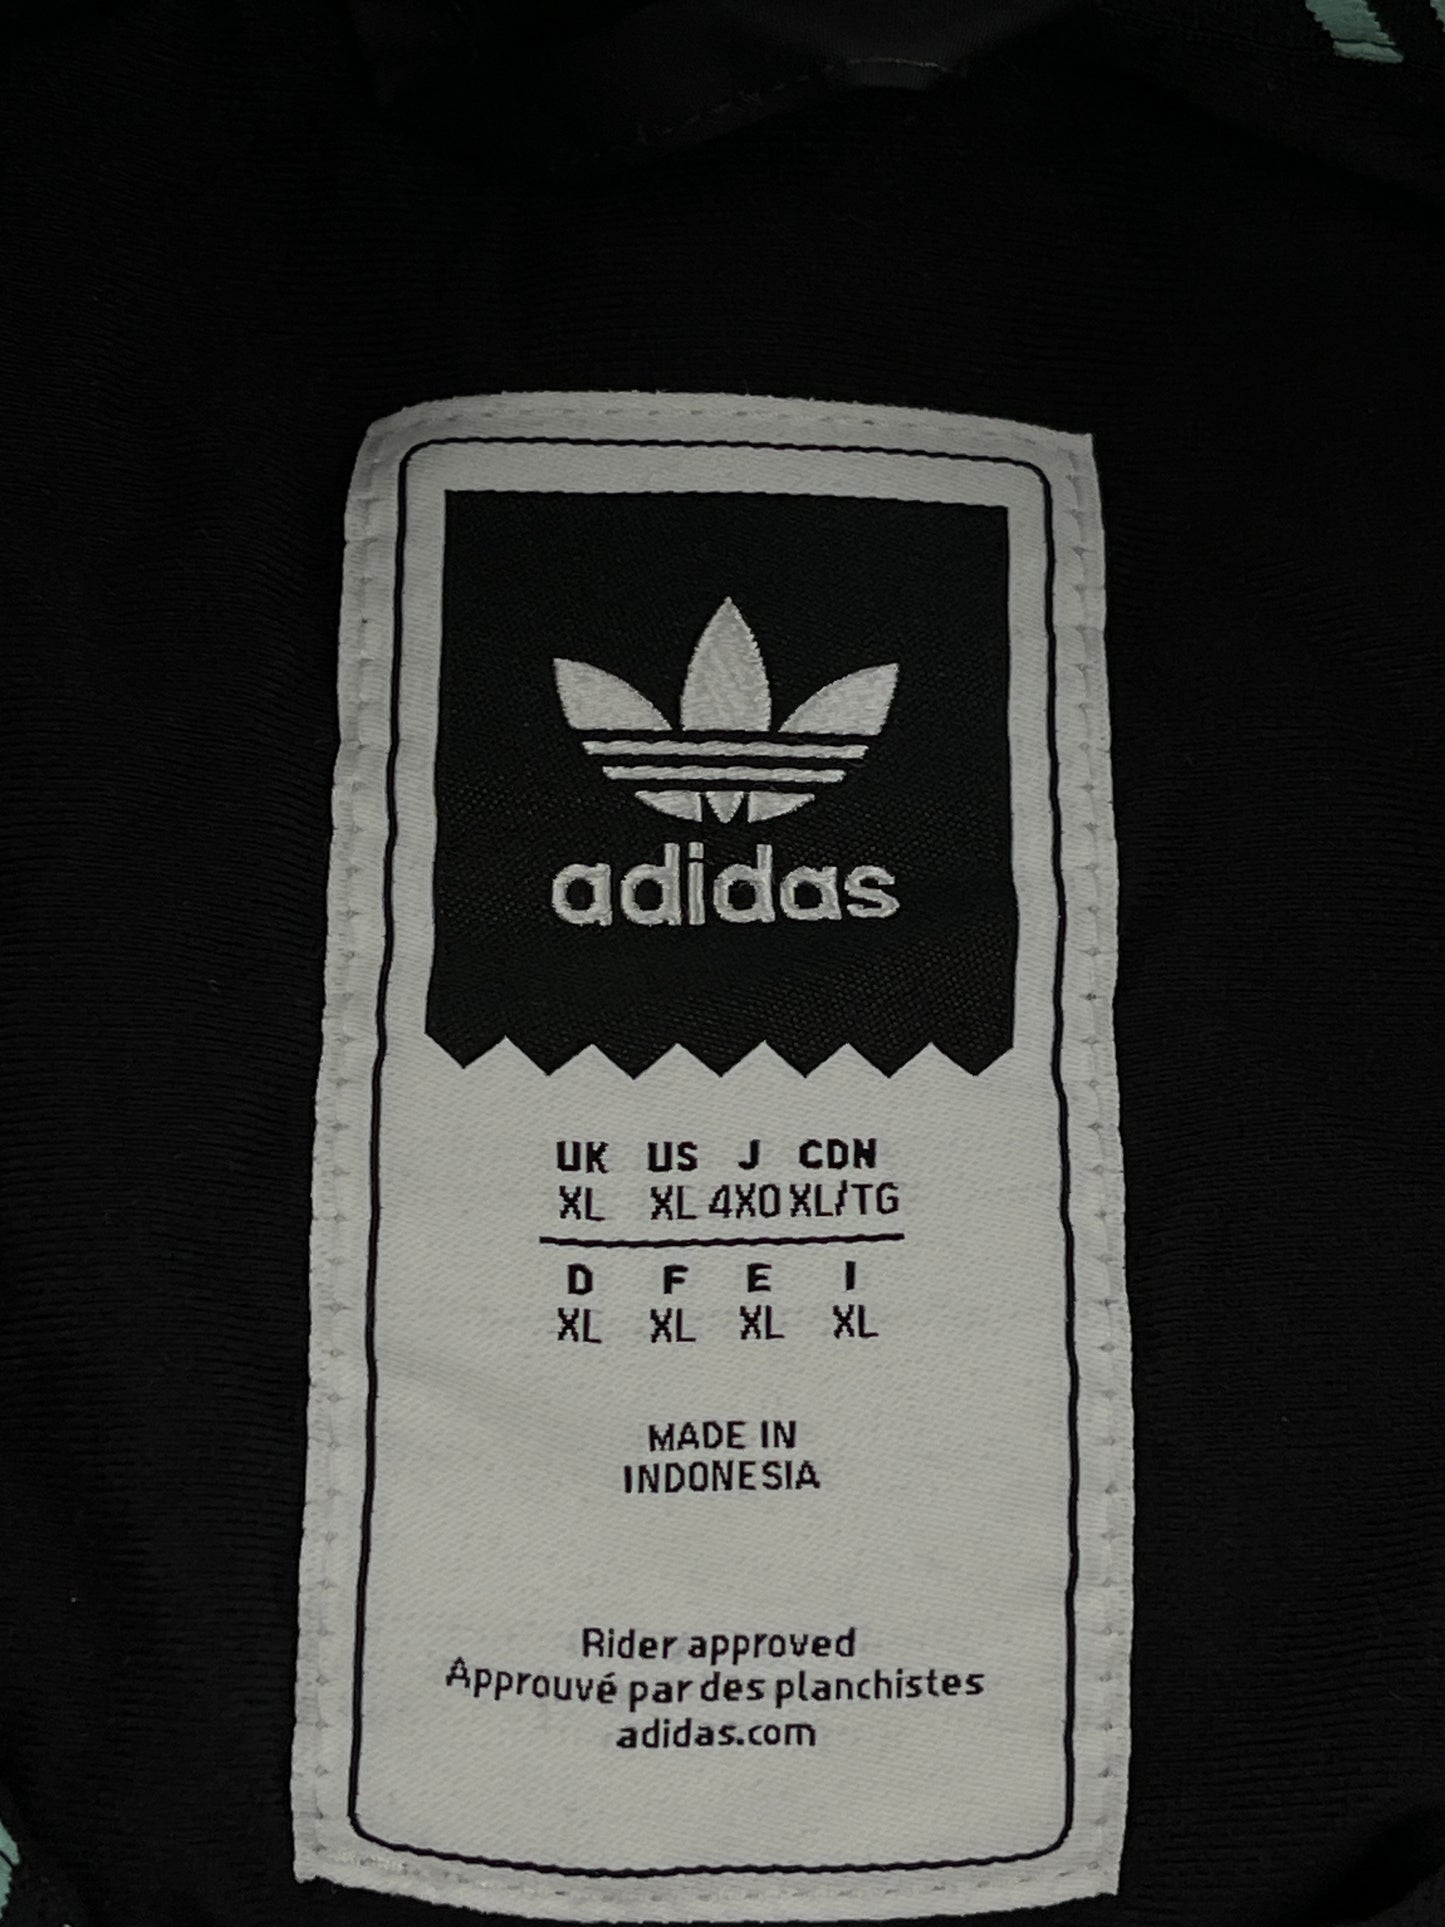 adidas
UK US J CDN
XL XL 4XO XL/TG
D F E I
XL XL XL XL
MADE IN
INDONESIA
Rider approved
Approuvé par des planchistes
adidas.com